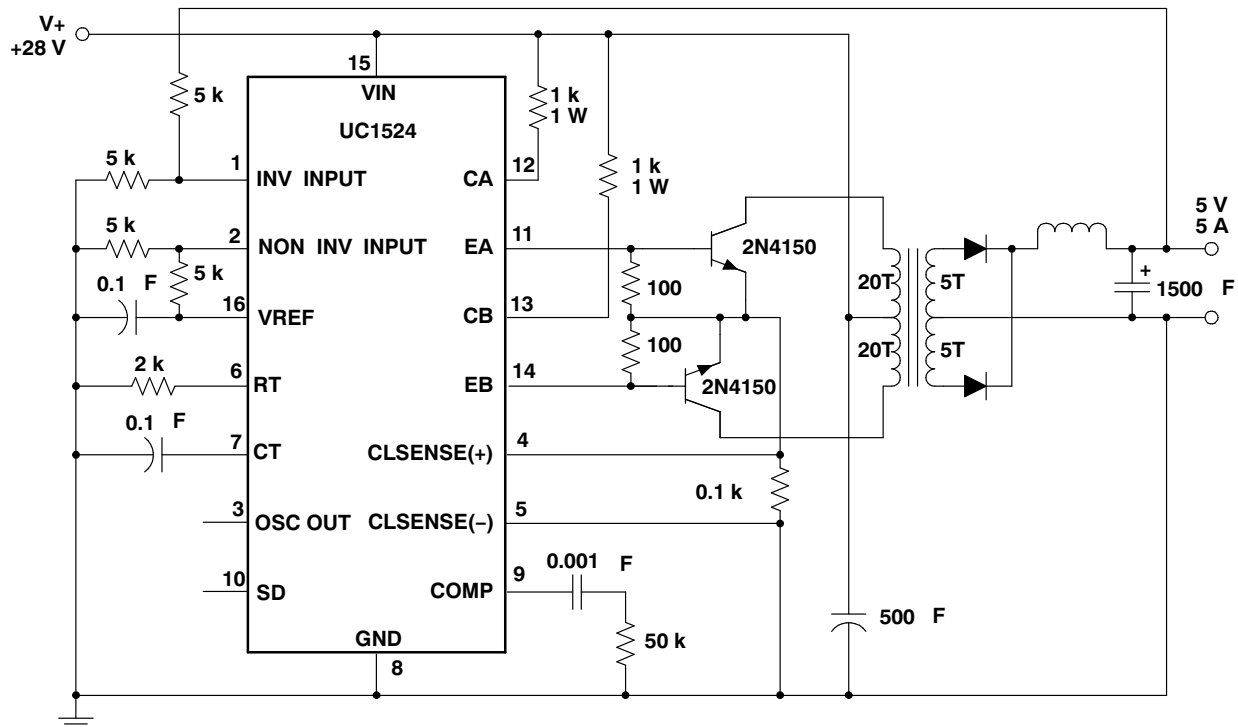 V+
+28 V
15
VIN
UC1524
5 k
5 k
1
INV INPUT
5 k
2
NON INV INPUT
5 k
0.1 F
16
VREF
2 k
6
RT
0.1 F
7
CT
3
OSC OUT
10
SD
GND
8
CA
12
1 k
1 W
1 k
1 W
EA
11
CB
13
EB
14
CLSENSE(+)
4
CLSENSE(−)
5
COMP
9
0.001 F
50 k
100
100
2N4150
2N4150
0.1 k
500 F
20T
20T
5T
5T
+
1500 F
5 V
5 A